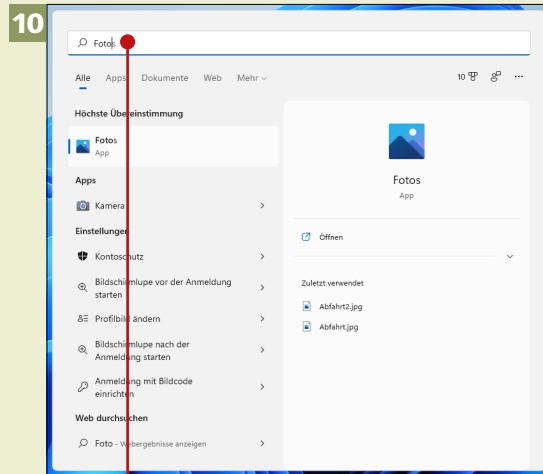 10
Fotos
Alle Apps Dokumente Web Mehr
10
Höchste Übereinstimmung
Fotos
App
Apps
Kamera
Einstellungen
Kontoschutz
Bildschirmlupe vor der Anmeldung
starten
Profilbild ändern
Bildschirmlupe nach der
Anmeldung starten
Anmeldung mit Bildcode
einrichten
Web durchsuchen
Foto - Webergebnisse anzeigen
Fotos
App
Öffnen
Zuletzt verwendet
Abfahrt2.jpg
Abfahrt.jpg